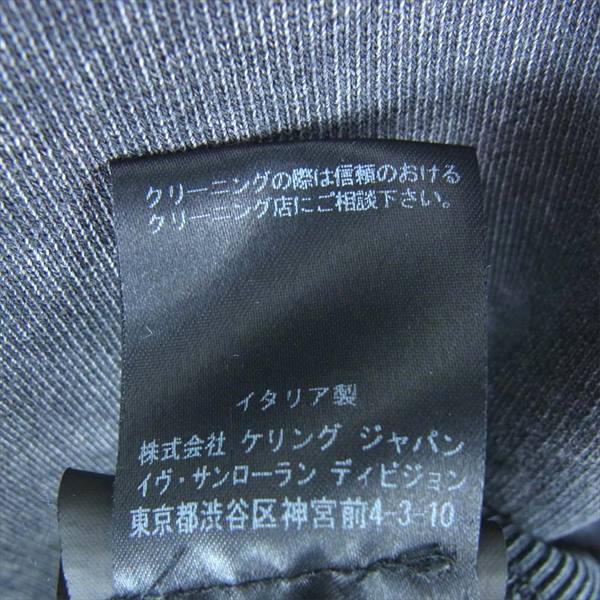 クリーニングの際は信頼のおける
クリーニング店にご相談下さい。
イタリア製
株式会社 ケリング ジャパン
イヴ・サンローラン ディビジョン
東京都渋谷区神宮前4-3-10